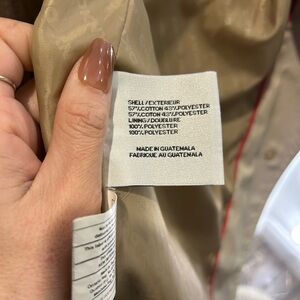 SHELL/EXTERIEUR
57%COTTON 43%POLYESTER
57%COTON 43%POLYESTER
LINING/DOUBLURE
100%POLYESTER
100%POLYESTER
MADE IN GUATEMALA
FABRIQUE AU GUATEMALA